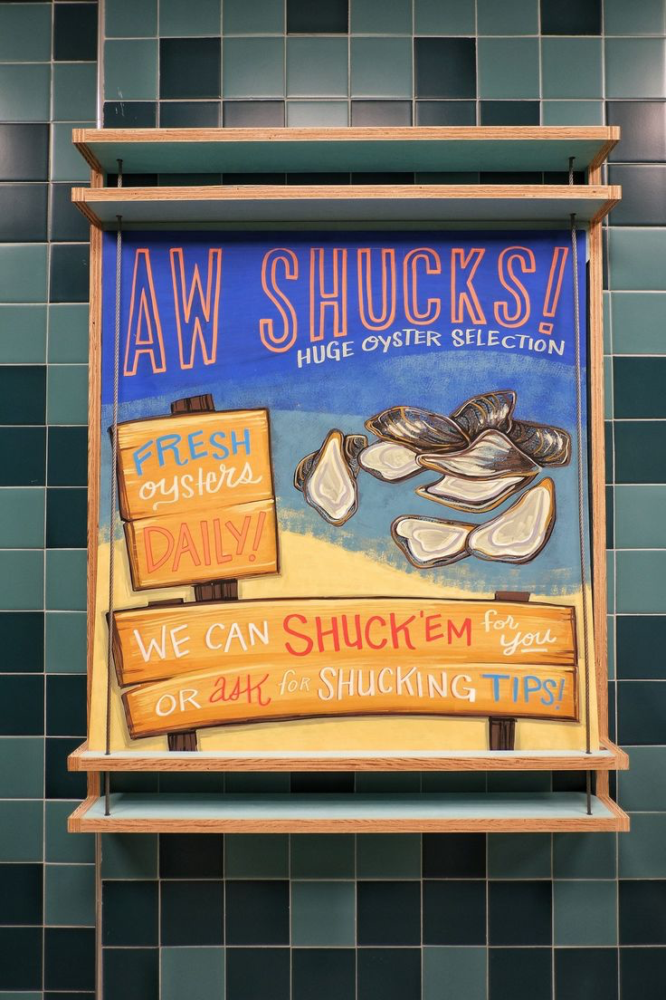 AW SHUCKS!
HUGE OYSTER SELECTION
FRESH
oysters
DAILY!
WE CAN SHUCK'EM for you
OR ask for SHUCKING TIPS!